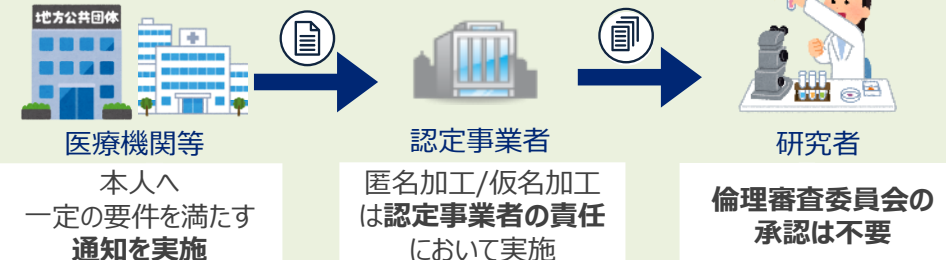 地方公共団体
医療機関等
認定事業者
研究者
本人へ
一定の要件を満たす
通知を実施
匿名加工/仮名加工
は認定事業者の責任
において実施
倫理審査委員会の
承認は不要